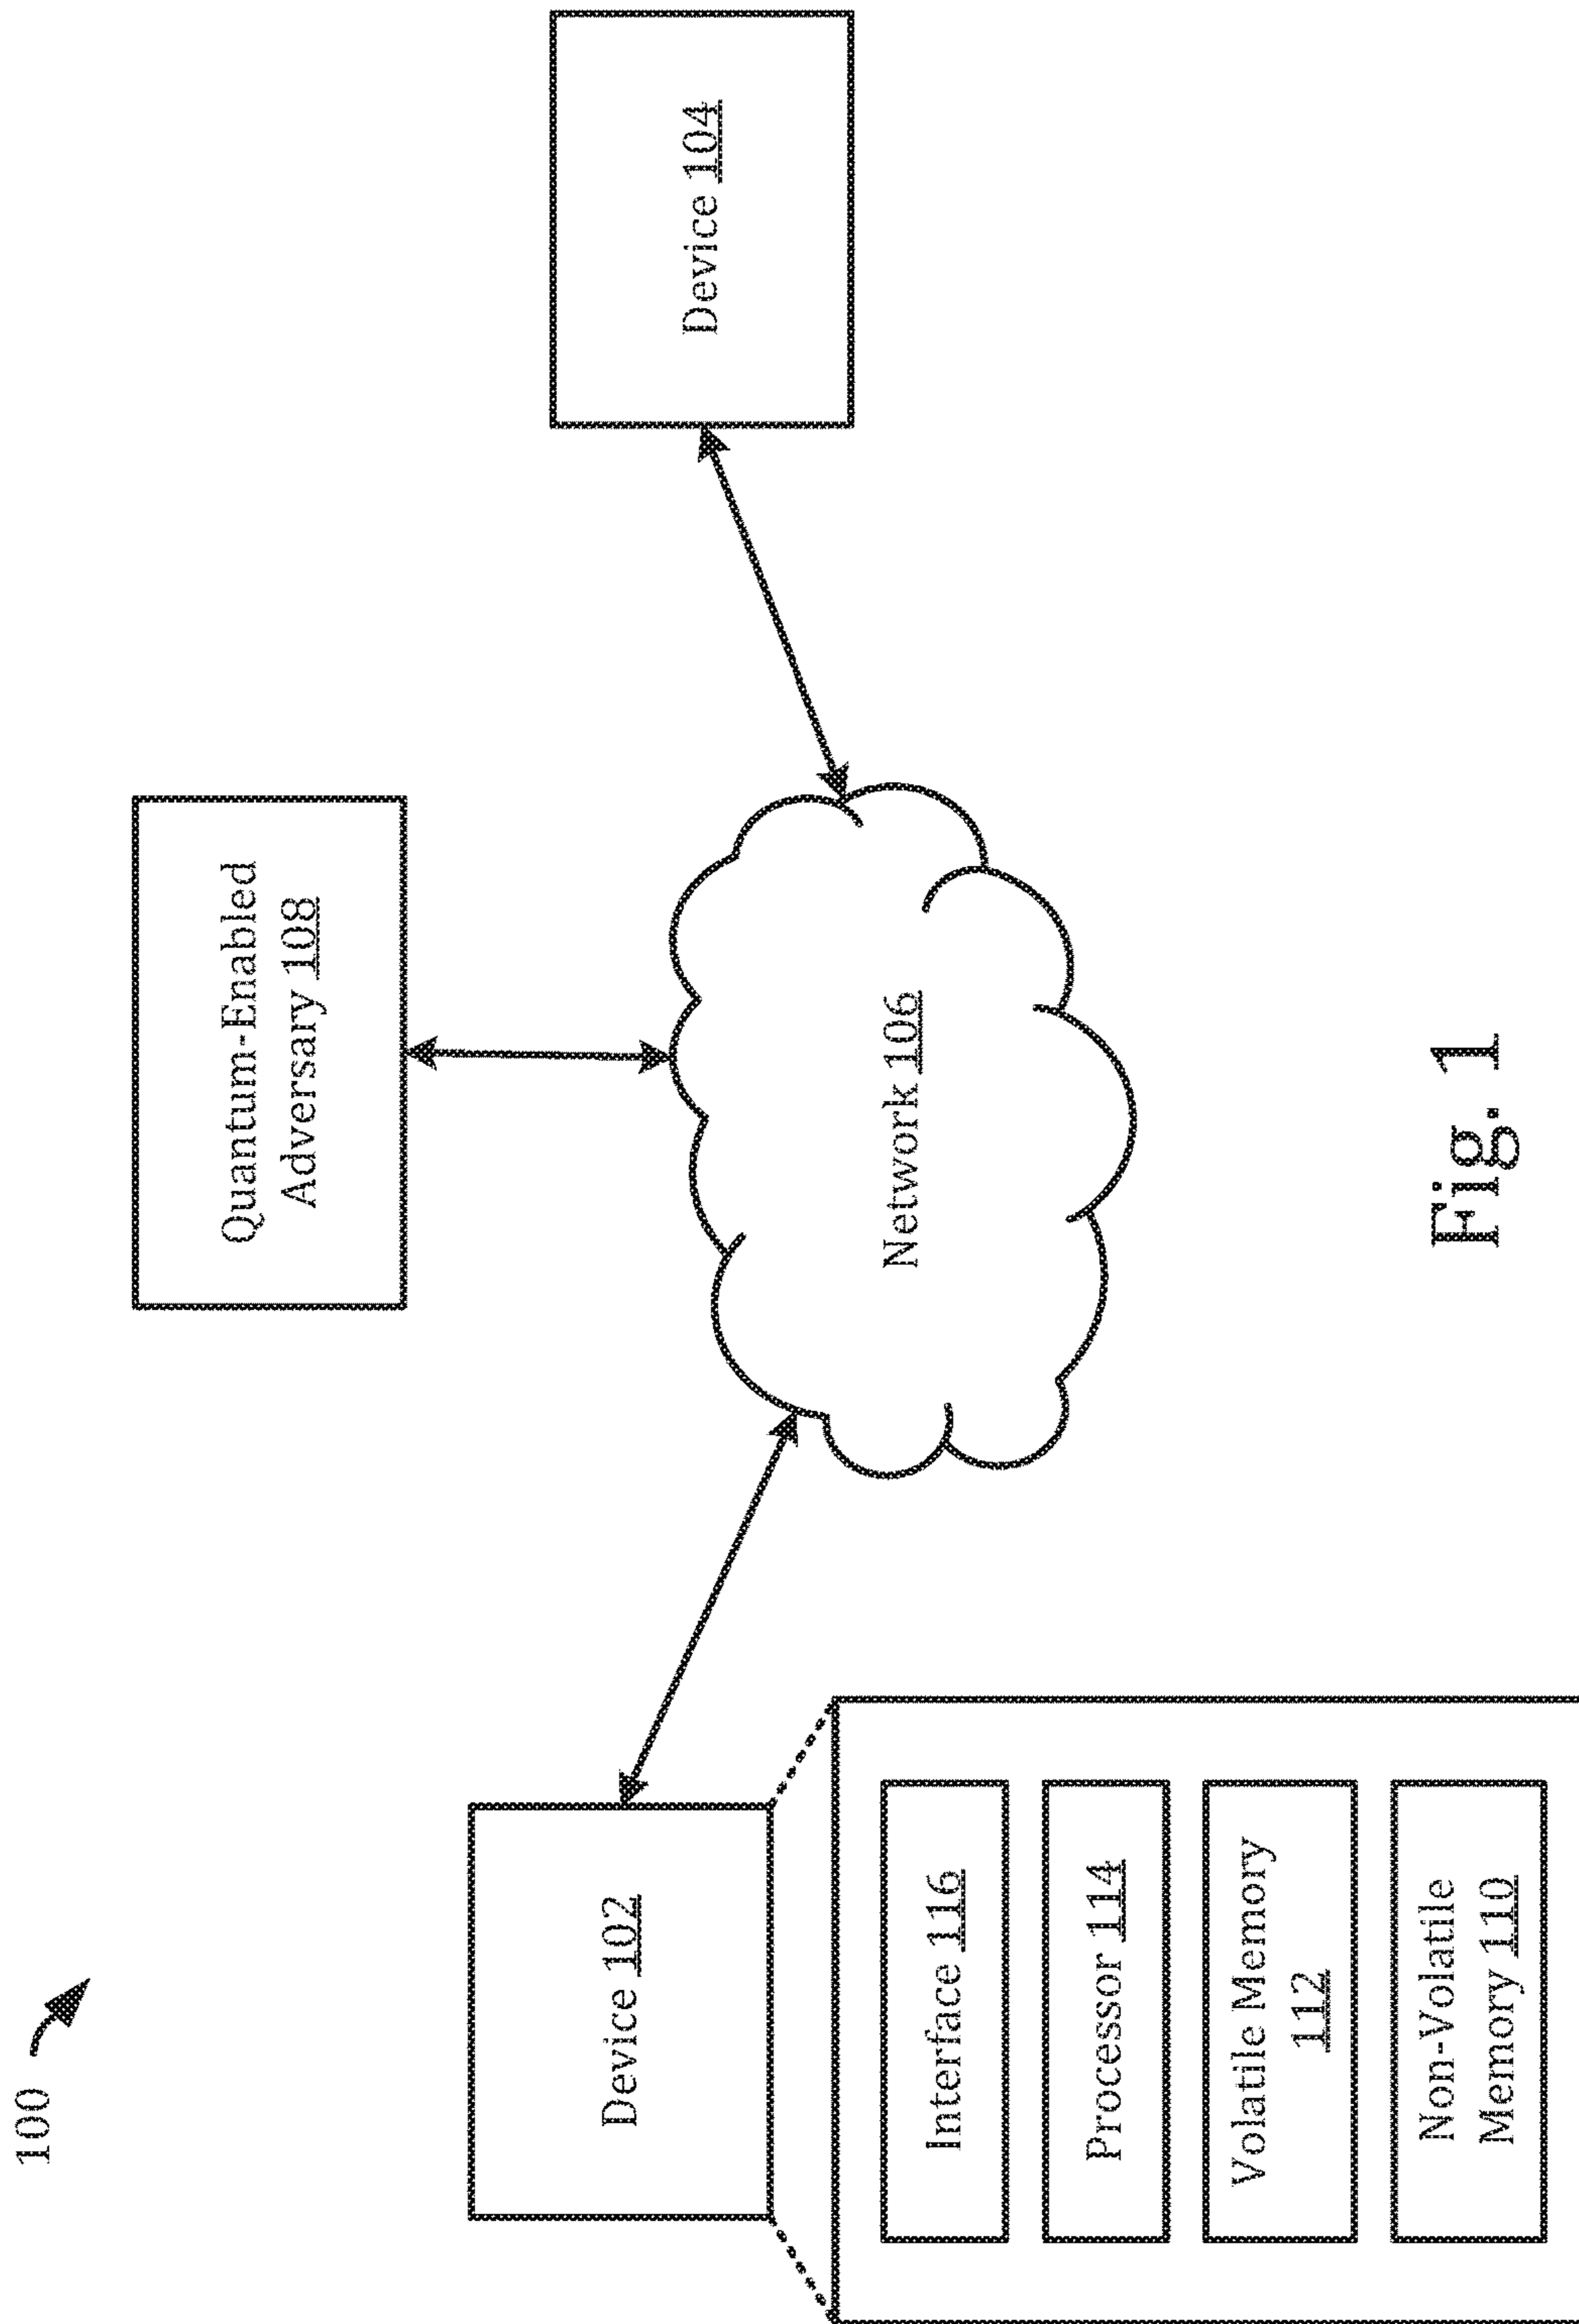 100
Quantum-Enabled
Adversary 108
Device 102
Device 104
Network 106
Interface 116
Processor 114
Volatile Memory
112
Non-Volatile
Memory 110
Fig. 1